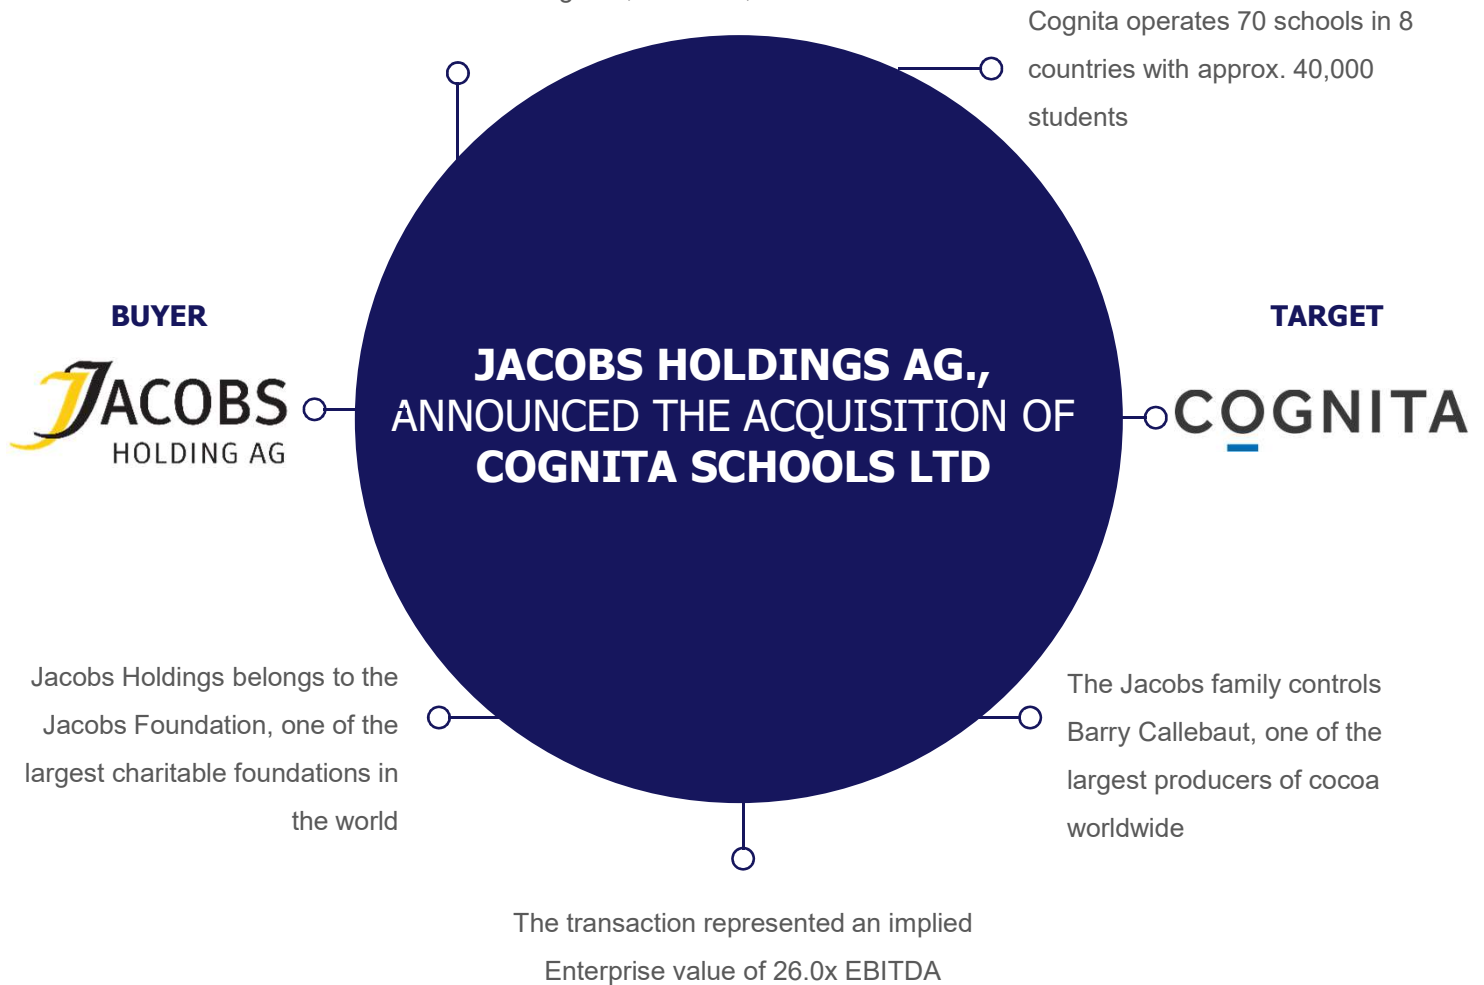 Cognita operates 70 schools in 8
countries with approx. 40,000
students
BUYER
TARGET
JACOBS
HOLDING AG
JACOBS HOLDINGS AG.,
ANNOUNCED THE ACQUISITION OF
COGNITA SCHOOLS LTD
COGNITA
Jacobs Holdings belongs to the
Jacobs Foundation, one of the
largest charitable foundations in
the world
The Jacobs family controls
Barry Callebaut, one of the
largest producers of cocoa
worldwide
The transaction represented an implied
Enterprise value of 26.0x EBITDA